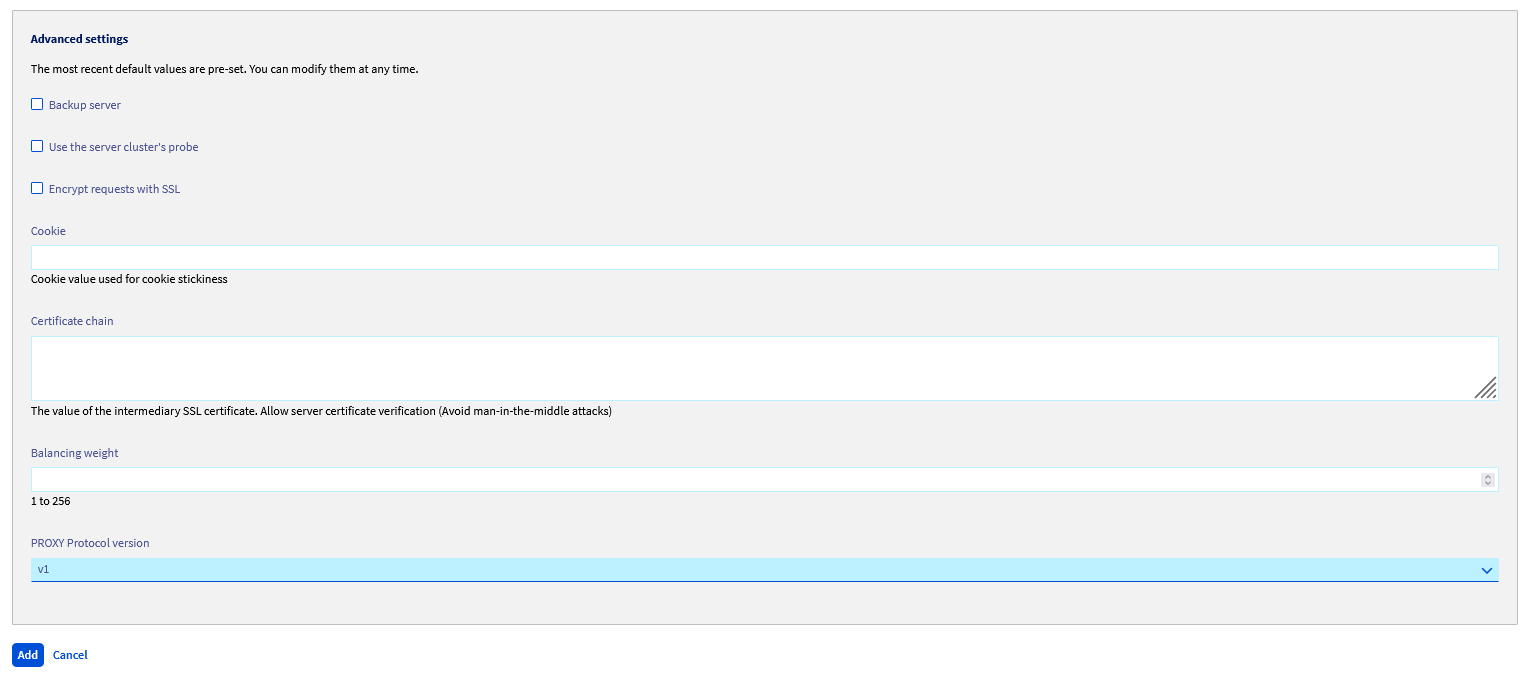 Advanced settings
The most recent default values are pre-set. You can modify them at any time.
Backup server
Use the server cluster's probe
Encrypt requests with SSL
Cookie
Cookie value used for cookie stickiness
Certificate chain
The value of the intermediary SSL certificate. Allow server certificate verification (Avoid man-in-the-middle attacks)
Balancing weight
1 to 256
PROXY Protocol version
v1
Add Cancel